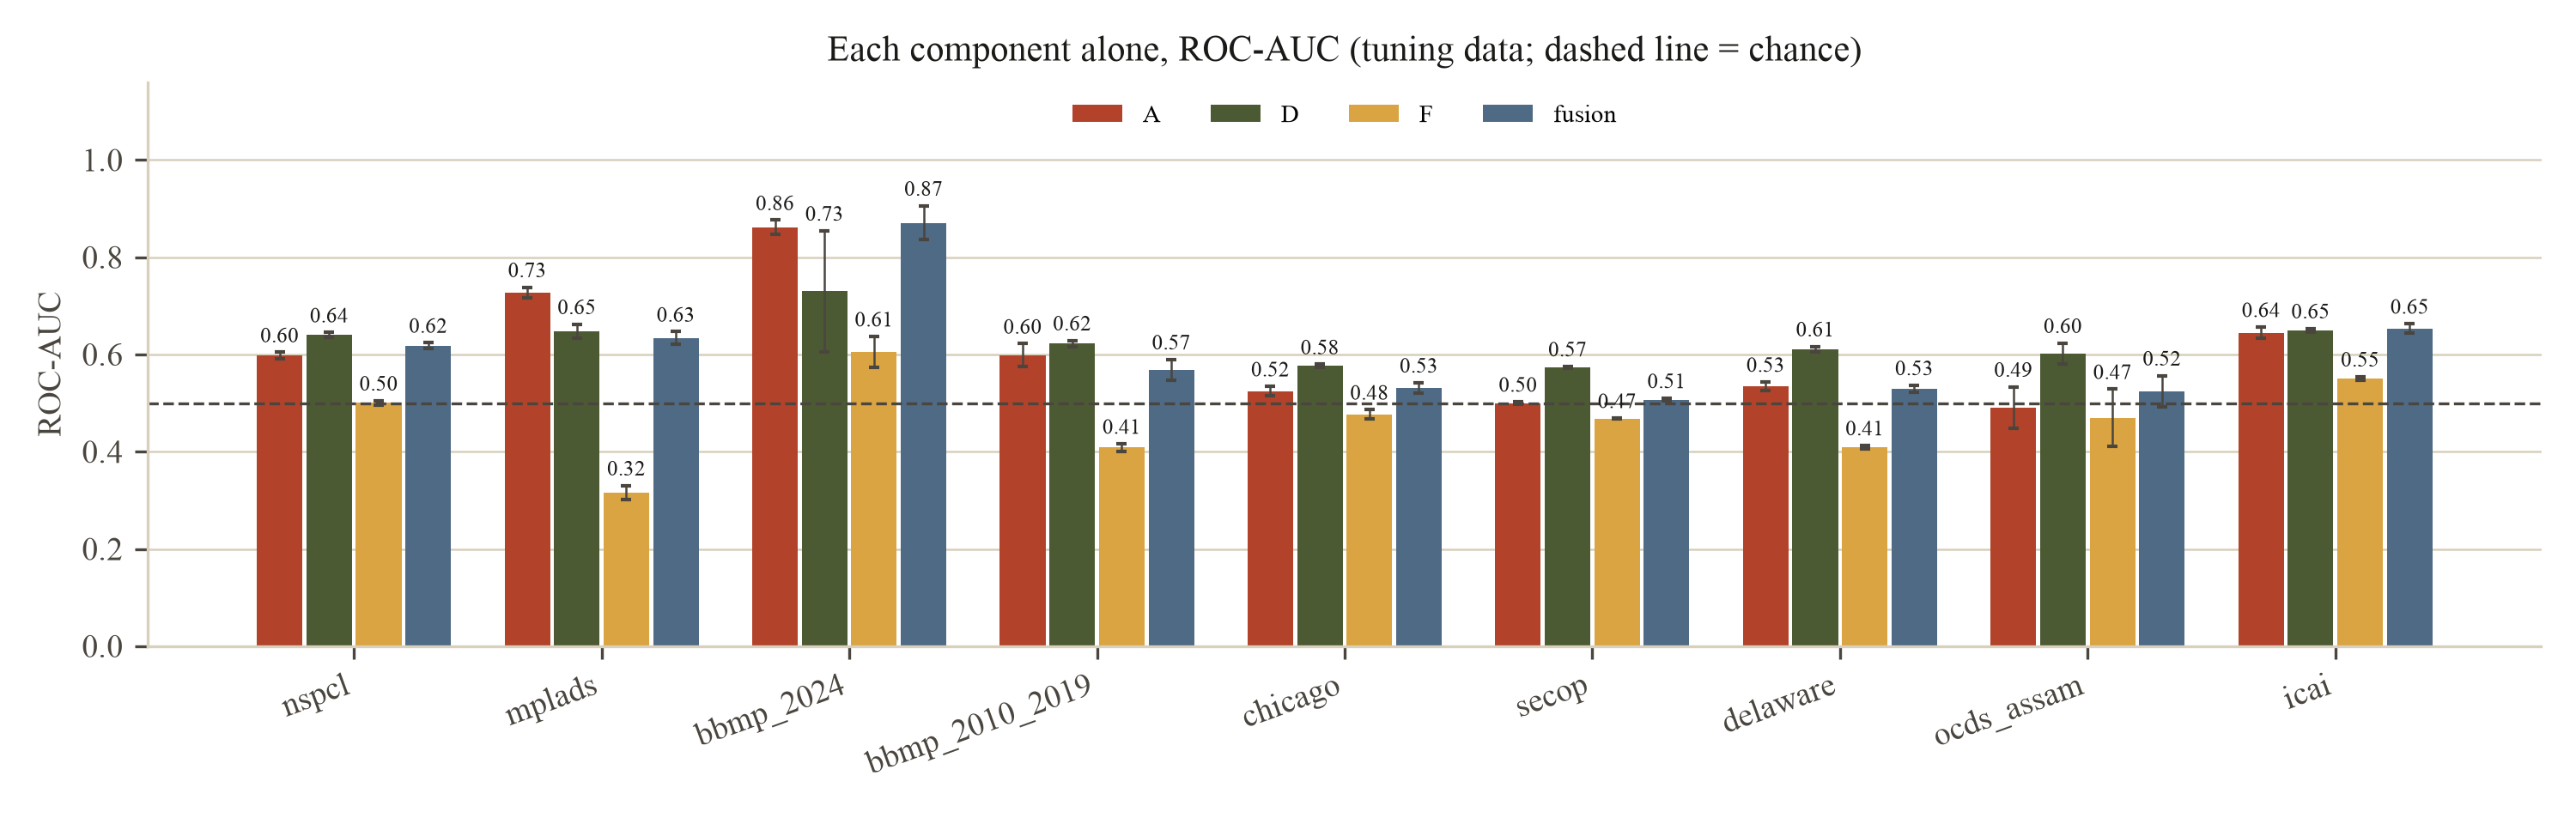 Each component alone, ROC-AUC (tuning data; dashed line = chance)
A D F fusion
ROC-AUC
1.0
0.8
0.6
0.4
0.2
0.0
0.60 0.64 0.50 0.62
0.73 0.65 0.32 0.63
0.86 0.73 0.61 0.87
0.60 0.62 0.41 0.57
0.52 0.58 0.48 0.53
0.50 0.57 0.47 0.51
0.53 0.61 0.41 0.53
0.49 0.60 0.47 0.52
0.64 0.65 0.55 0.65
nspcl
mplads
bbmp_2024
bbmp_2010_2019
chicago
secop
delaware
ocds_assam
icai